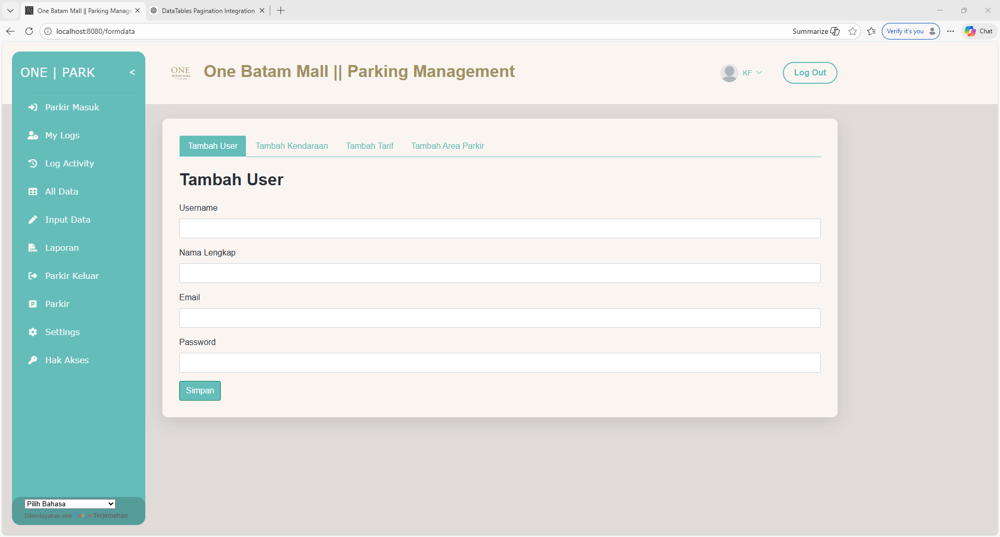 One Batam Mall || Parking Manage
DataTables Pagination Integration
localhost:8080/formdata
Summarize
Verify it's you
Chat
ONE | PARK
<
ONE
BATAM MALL
One Batam Mall || Parking Management
KF
Log Out
Parkir Masuk
My Logs
Log Activity
All Data
Input Data
Laporan
Parkir Keluar
Parkir
Settings
Hak Akses
Pilih Bahasa
Diberdayakan oleh Google Terjemahan
Tambah User
Tambah Kendaraan
Tambah Tarif
Tambah Area Parkir
Tambah User
Username
Nama Lengkap
Email
Password
Simpan